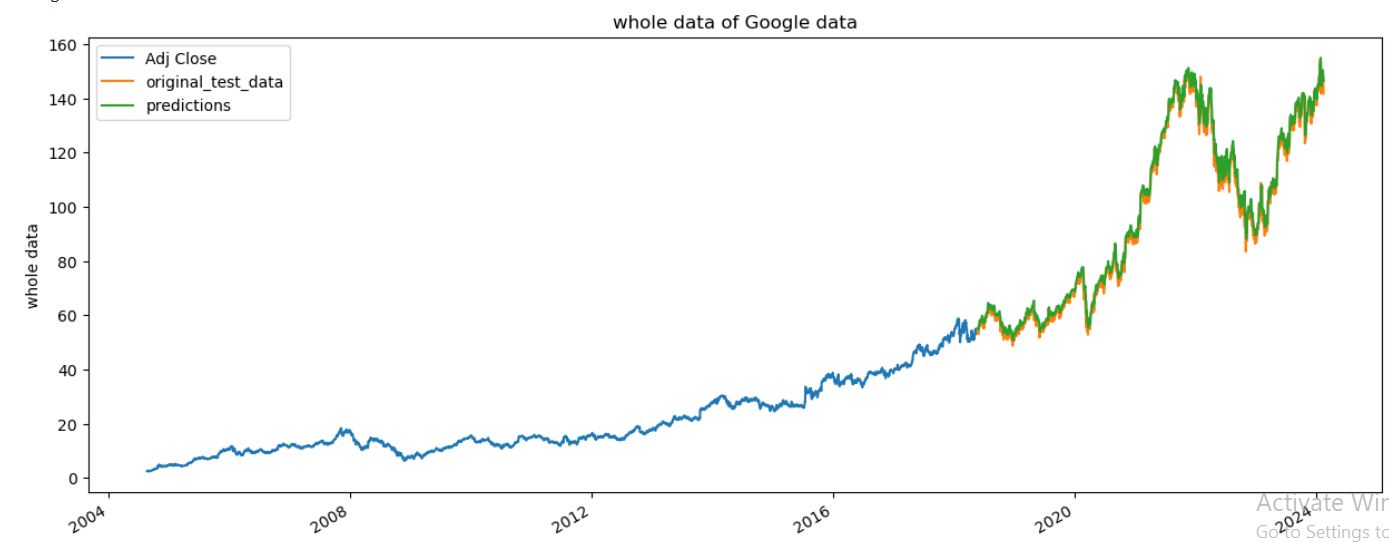 whole data of Google data
160
Adj Close
original_test_data
predictions
140
120
100
80
60
40
20
0
whole data
2004
2008
2012
2016
2020
2024
Activate Win
Go to Settings to